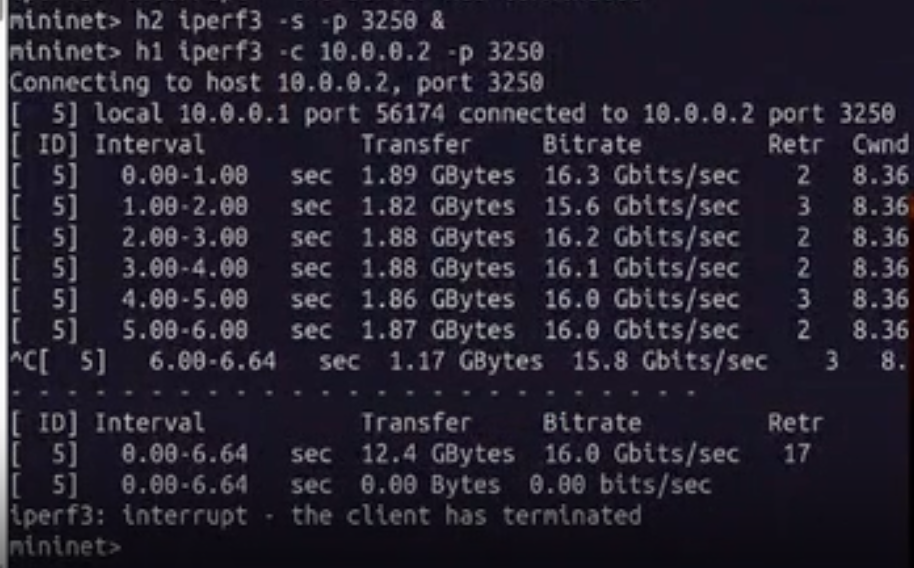 mininet> h2 iperf3 -s -p 3250 &
mininet> h1 iperf3 -c 10.0.0.2 -p 3250
Connecting to host 10.0.0.2, port 3250
[  5] local 10.0.0.1 port 56174 connected to 10.0.0.2 port 3250
[ ID] Interval           Transfer     Bitrate         Retr  Cwnd
[  5]   0.00-1.00   sec  1.89 GBytes  16.3 Gbits/sec    2   8.36
[  5]   1.00-2.00   sec  1.82 GBytes  15.6 Gbits/sec    3   8.36
[  5]   2.00-3.00   sec  1.88 GBytes  16.2 Gbits/sec    2   8.36
[  5]   3.00-4.00   sec  1.88 GBytes  16.1 Gbits/sec    2   8.36
[  5]   4.00-5.00   sec  1.86 GBytes  16.0 Gbits/sec    3   8.36
[  5]   5.00-6.00   sec  1.87 GBytes  16.0 Gbits/sec    2   8.36
^C[  5]   6.00-6.64   sec  1.17 GBytes  15.8 Gbits/sec    3   8.
- - - - - - - - - - - - - - - - - - - - - - - - -
[ ID] Interval           Transfer     Bitrate         Retr
[  5]   0.00-6.64   sec  12.4 GBytes  16.0 Gbits/sec   17
[  5]   0.00-6.64   sec  0.00 Bytes  0.00 bits/sec
iperf3: interrupt - the client has terminated
mininet>